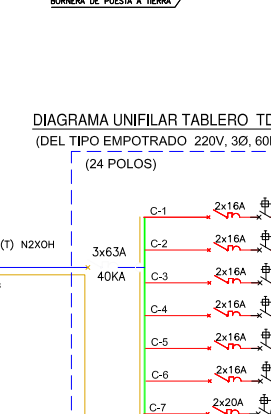 BORNERA DE PUESTA A TIERRA
DIAGRAMA UNIFILAR TABLERO TD
(DEL TIPO EMPOTRADO 220V, 3Ø, 60
(24 POLOS)
(T) N2XOH
3x63A
40KA
C-1 2x16A
C-2 2x16A
C-3 2x16A
C-4 2x16A
C-5 2x16A
C-6 2x16A
C-7 2x20A